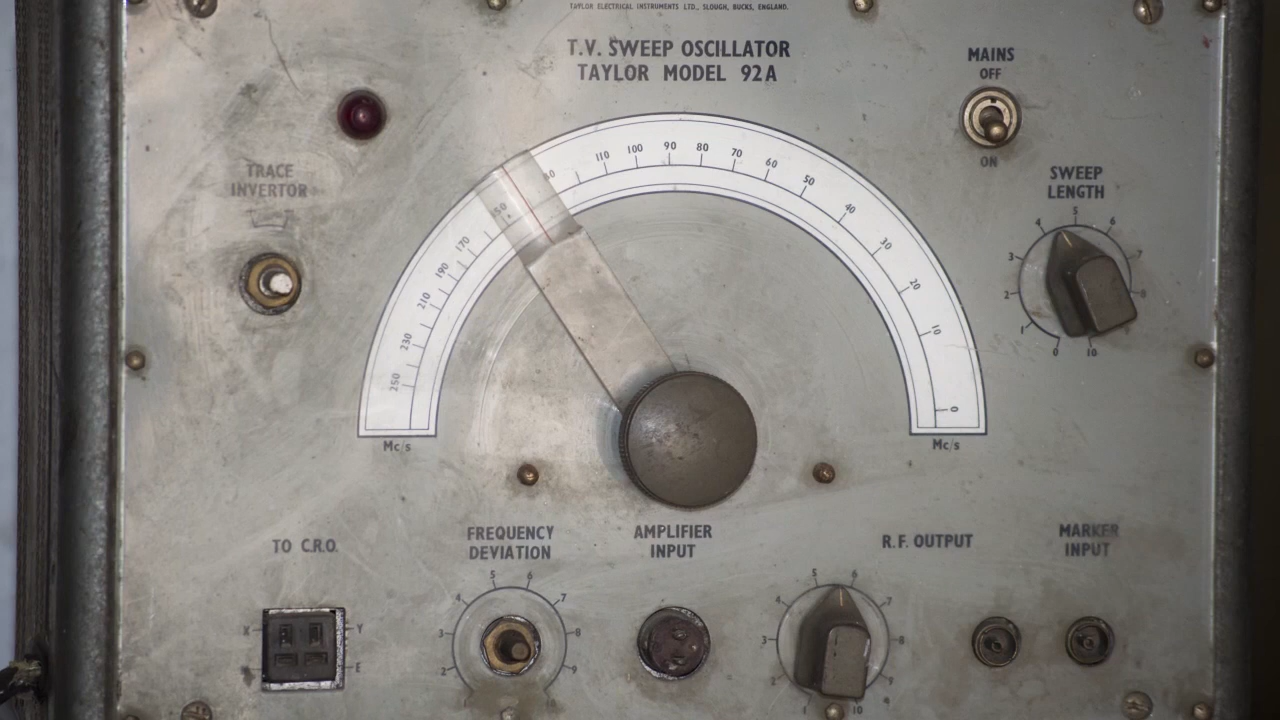 TAYLOR ELECTRICAL INSTRUMENTS LTD., SLOUGH, BUCKS, ENGLAND.
T.V. SWEEP OSCILLATOR
TAYLOR MODEL 92A
MAINS
OFF
ON
TRACE
INVERTOR
SWEEP
LENGTH
0 1 2 3 4 5 6 7 8 10
250 230 210 190 170 150 110 100 90 80 70 60 50 40 30 20 10 0
Mc/s
Mc/s
TO C.R.O.
X Y
E
FREQUENCY
DEVIATION
2 3 4 5 6 7 8 9
AMPLIFIER
INPUT
R.F. OUTPUT
1 3 4 5 6 7 8 9 10
MARKER
INPUT